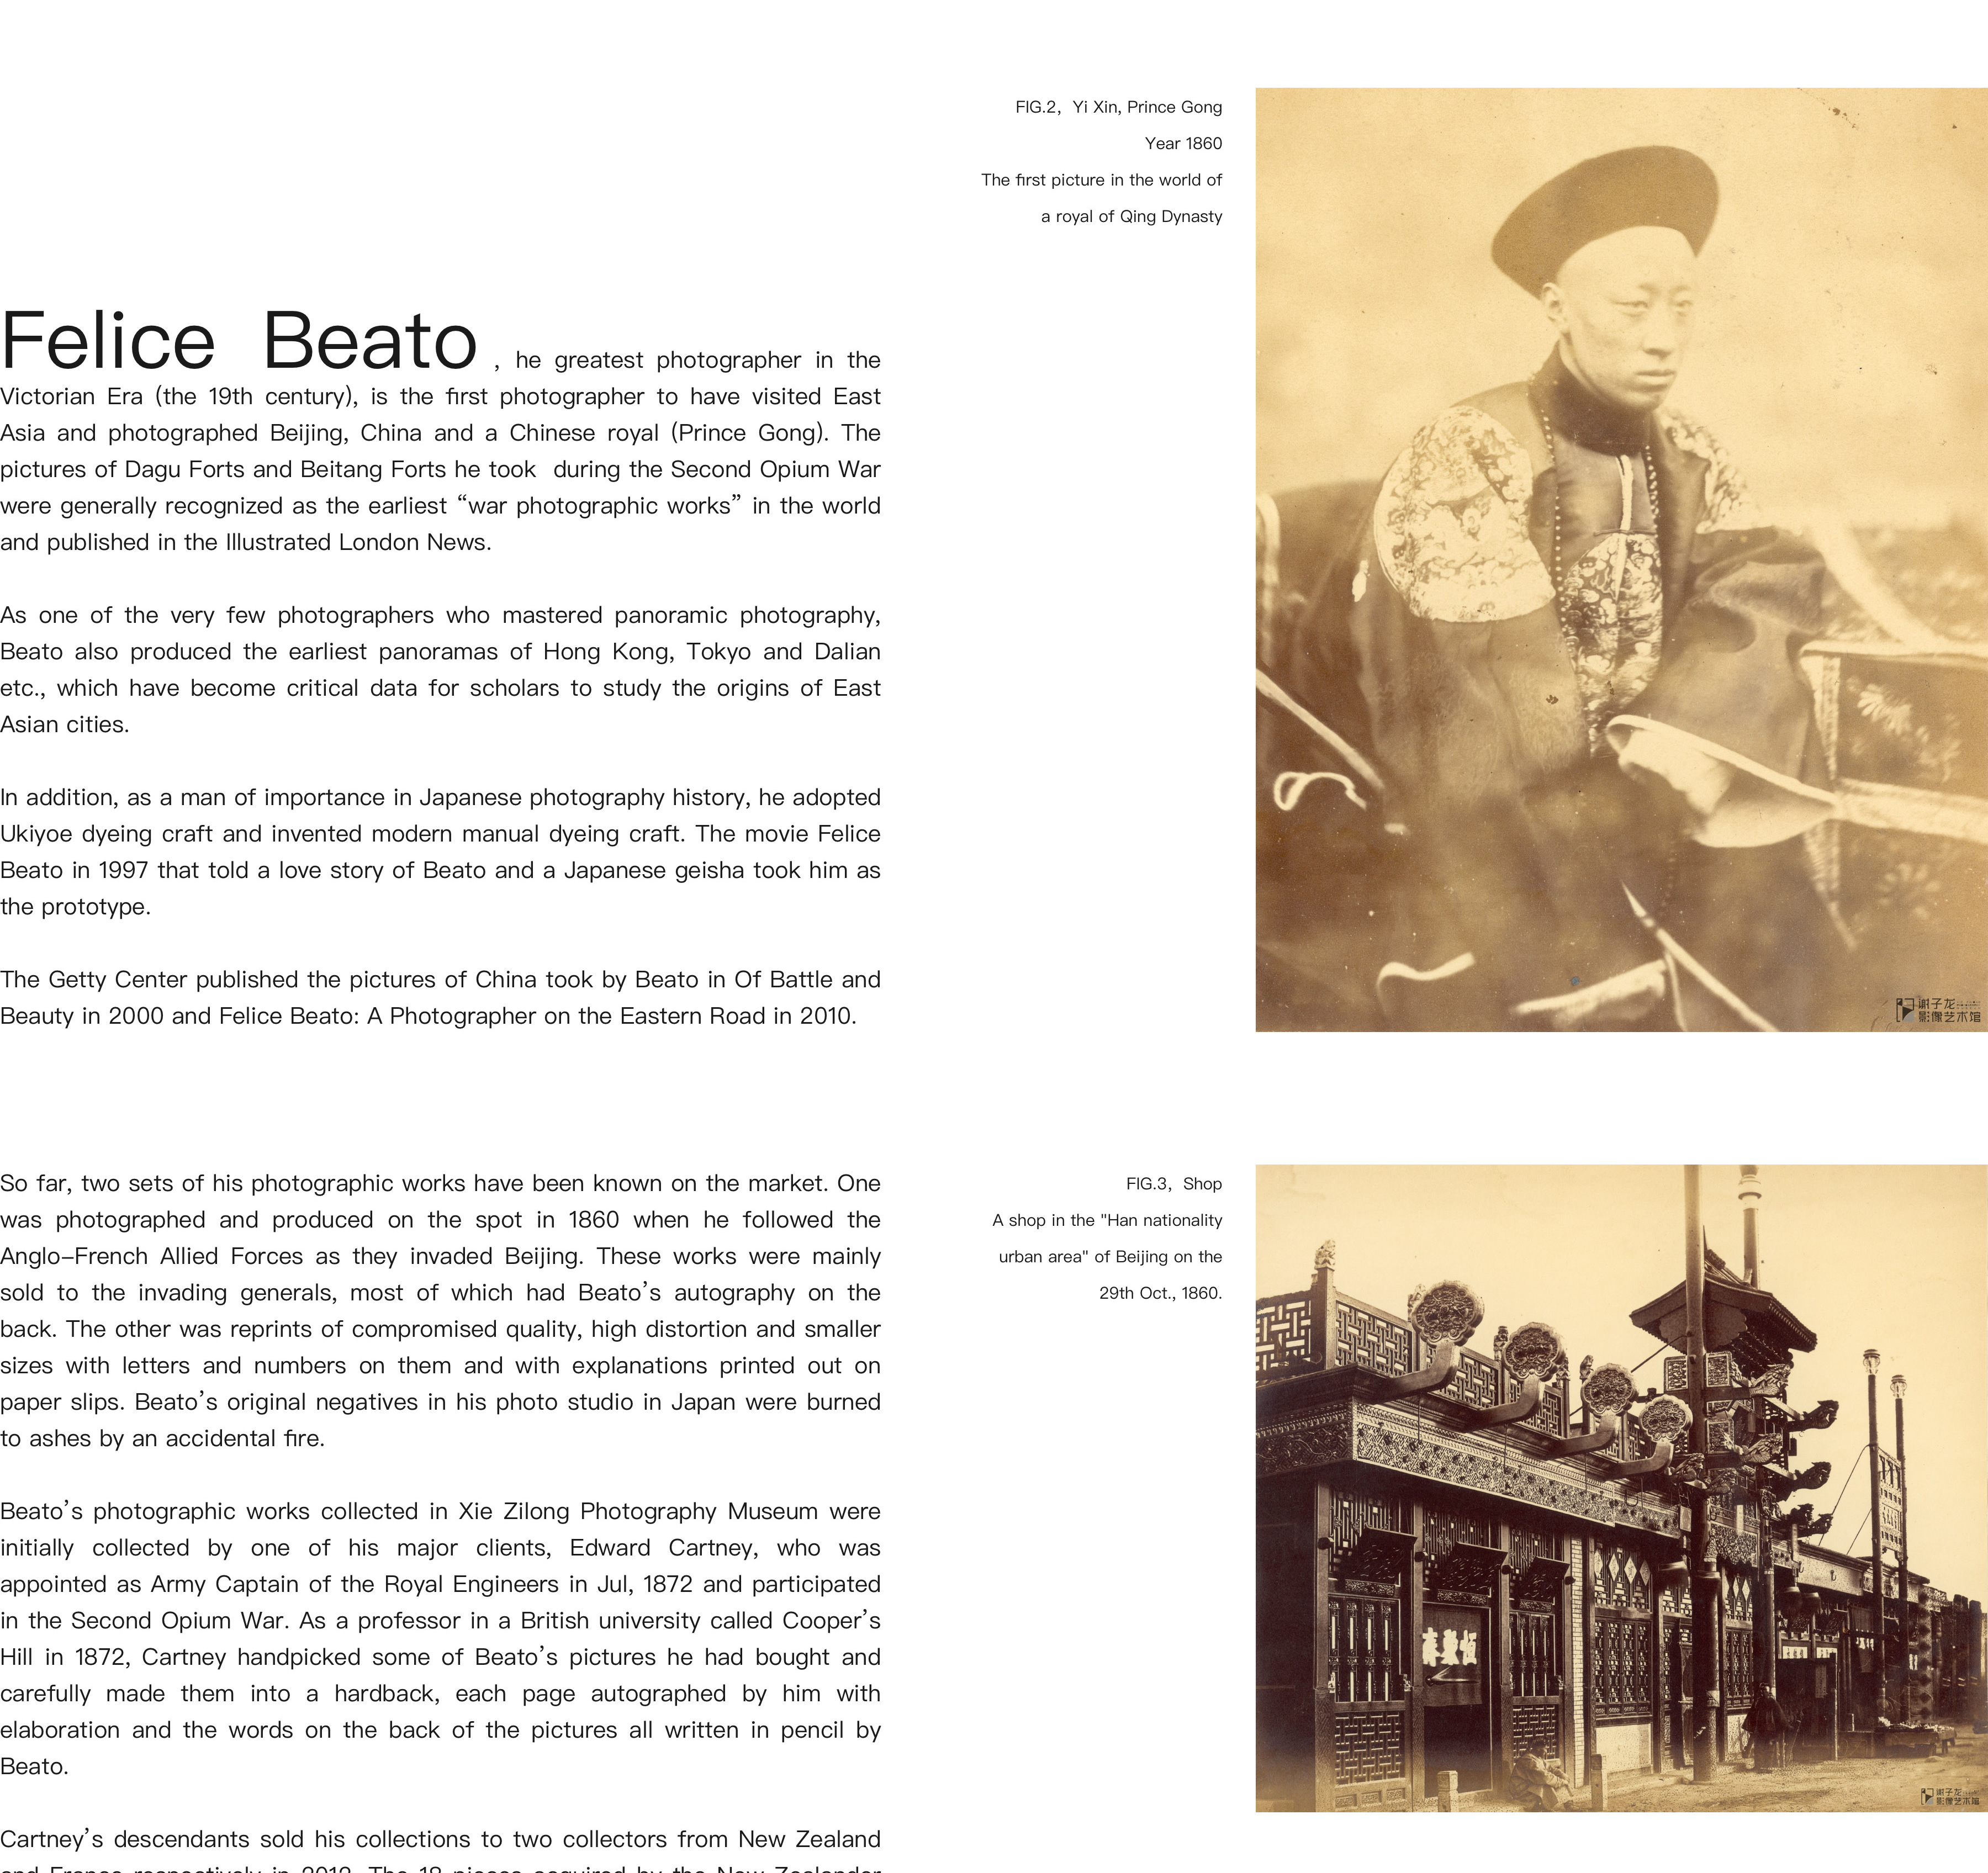 FIG.2, Yi Xin, Prince Gong
Year 1860
The first picture in the world of
a royal of Qing Dynasty
Felice Beato , he greatest photographer in the
Victorian Era (the 19th century), is the first photographer to have visited East
Asia and photographed Beijing, China and a Chinese royal (Prince Gong). The
pictures of Dagu Forts and Beitang Forts he took during the Second Opium War
were generally recognized as the earliest “war photographic works” in the world
and published in the Illustrated London News.
As one of the very few photographers who mastered panoramic photography,
Beato also produced the earliest panoramas of Hong Kong, Tokyo and Dalian
etc., which have become critical data for scholars to study the origins of East
Asian cities.
In addition, as a man of importance in Japanese photography history, he adopted
Ukiyoe dyeing craft and invented modern manual dyeing craft. The movie Felice
Beato in 1997 that told a love story of Beato and a Japanese geisha took him as
the prototype.
The Getty Center published the pictures of China took by Beato in Of Battle and
Beauty in 2000 and Felice Beato: A Photographer on the Eastern Road in 2010.
谢子龙
影像艺术馆
So far, two sets of his photographic works have been known on the market. One
was photographed and produced on the spot in 1860 when he followed the
Anglo–French Allied Forces as they invaded Beijing. These works were mainly
sold to the invading generals, most of which had Beato’s autography on the
back. The other was reprints of compromised quality, high distortion and smaller
sizes with letters and numbers on them and with explanations printed out on
paper slips. Beato’s original negatives in his photo studio in Japan were burned
to ashes by an accidental fire.
FIG.3, Shop
A shop in the "Han nationality
urban area" of Beijing on the
29th Oct., 1860.
Beato’s photographic works collected in Xie Zilong Photography Museum were
initially collected by one of his major clients, Edward Cartney, who was
appointed as Army Captain of the Royal Engineers in Jul, 1872 and participated
in the Second Opium War. As a professor in a British university called Cooper’s
Hill in 1872, Cartney handpicked some of Beato’s pictures he had bought and
carefully made them into a hardback, each page autographed by him with
elaboration and the words on the back of the pictures all written in pencil by
Beato.
谢子龙
影像艺术馆
Cartney’s descendants sold his collections to two collectors from New Zealand
and France respectively in 2012. The 18 pieces acquired by the New Zealander